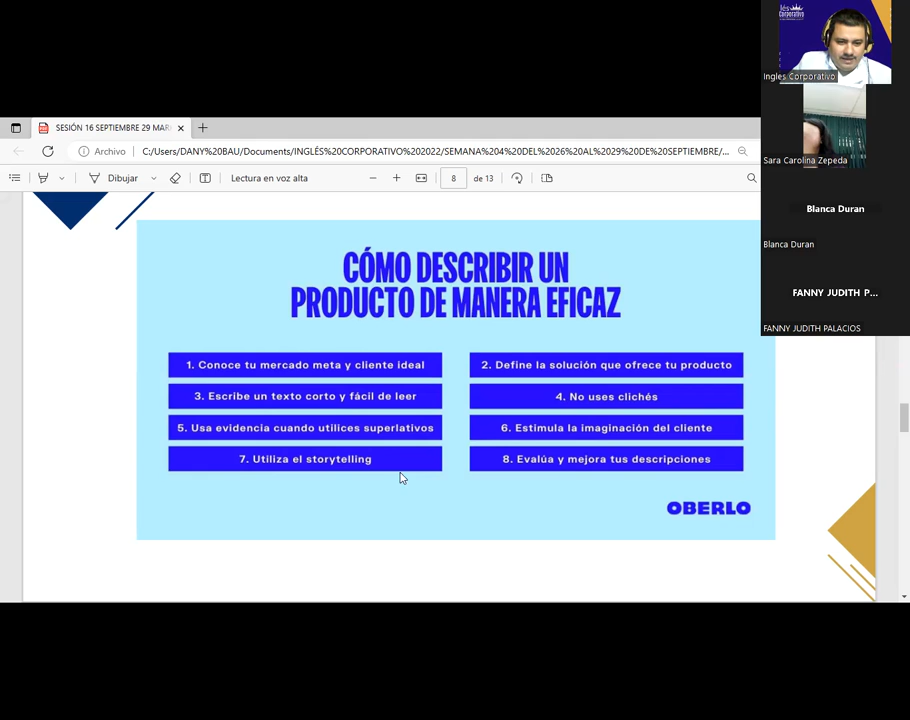 SESIÓN 16 SEPTIEMBRE 29 MAR
Archivo
C:/Users/DANY%20BAU/Documents/INGLÉS%20CORPORATIVO%202022/SEMANA%204%20DEL%2026%20AL%2029%20DE%20SEPTIEMBRE/...
Dibujar
Lectura en voz alta
8
de 13
CÓMO DESCRIBIR UN
PRODUCTO DE MANERA EFICAZ
1. Conoce tu mercado meta y cliente ideal
2. Define la solución que ofrece tu producto
3. Escribe un texto corto y fácil de leer
4. No uses clichés
5. Usa evidencia cuando utilices superlativos
6. Estimula la imaginación del cliente
7. Utiliza el storytelling
8. Evalúa y mejora tus descripciones
OBERLO
lés
Corporativo
Ingles Corporativo
Sara Carolina Zepeda
Blanca Duran
Blanca Duran
FANNY JUDITH P...
FANNY JUDITH PALACIOS